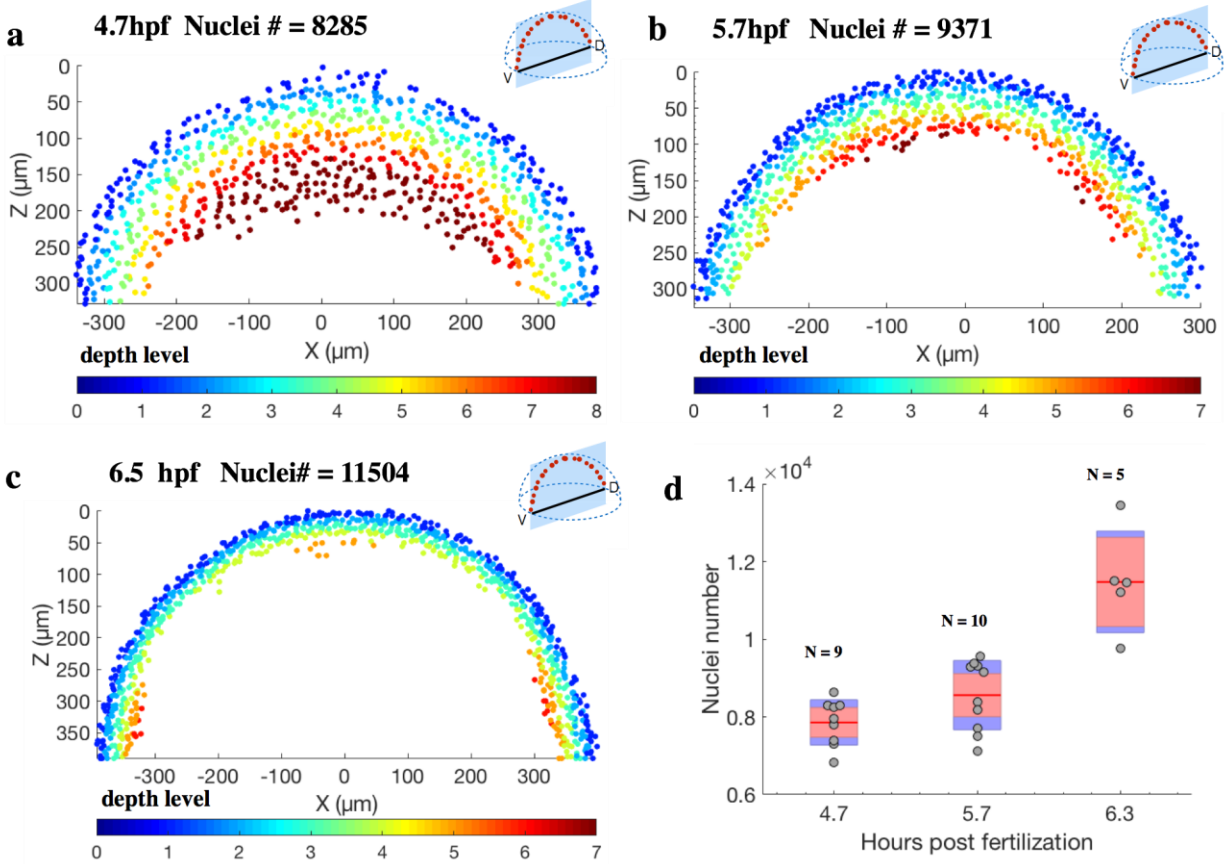 a
4.7hpf Nuclei # = 8285
V
D
0
50
100
150
200
250
300
Z (µm)
-300 -200 -100 0 100 200 300
X (µm)
depth level
0 1 2 3 4 5 6 7 8
b
5.7hpf Nuclei # = 9371
V
D
0
50
100
150
200
250
300
Z (µm)
-300 -200 -100 0 100 200 300
X (µm)
depth level
0 1 2 3 4 5 6 7
c
6.5 hpf Nuclei# = 11504
V
D
0
50
100
150
200
250
300
350
Z (µm)
-300 -200 -100 0 100 200 300
X (µm)
depth level
0 1 2 3 4 5 6 7
d
×10⁴
1.4
1.2
1
0.8
0.6
Nuclei number
N = 9
N = 10
N = 5
4.7 5.7 6.3
Hours post fertilization